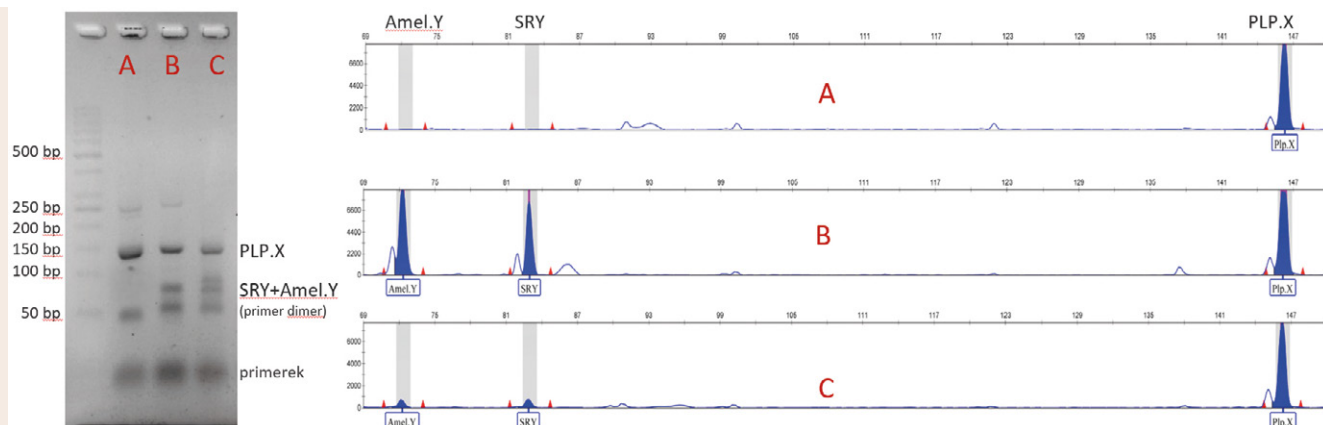 A B C
500 bp
250 bp
200 bp
150 bp
100 bp
50 bp
PLP.X
SRY+Amel.Y
(primer dimer)
primerek
Amel.Y SRY PLP.X
69 75 81 87 93 99 105 111 117 123 129 135 141 147
6600
4400
2200
0
A
Plp.X
69 75 81 87 93 99 105 111 117 123 129 135 141 147
6600
4400
2200
0
B
Amel.Y SRY Plp.X
69 75 81 87 93 99 105 111 117 123 129 135 141 147
6000
4000
2000
0
C
Amel.Y SRY Plp.X